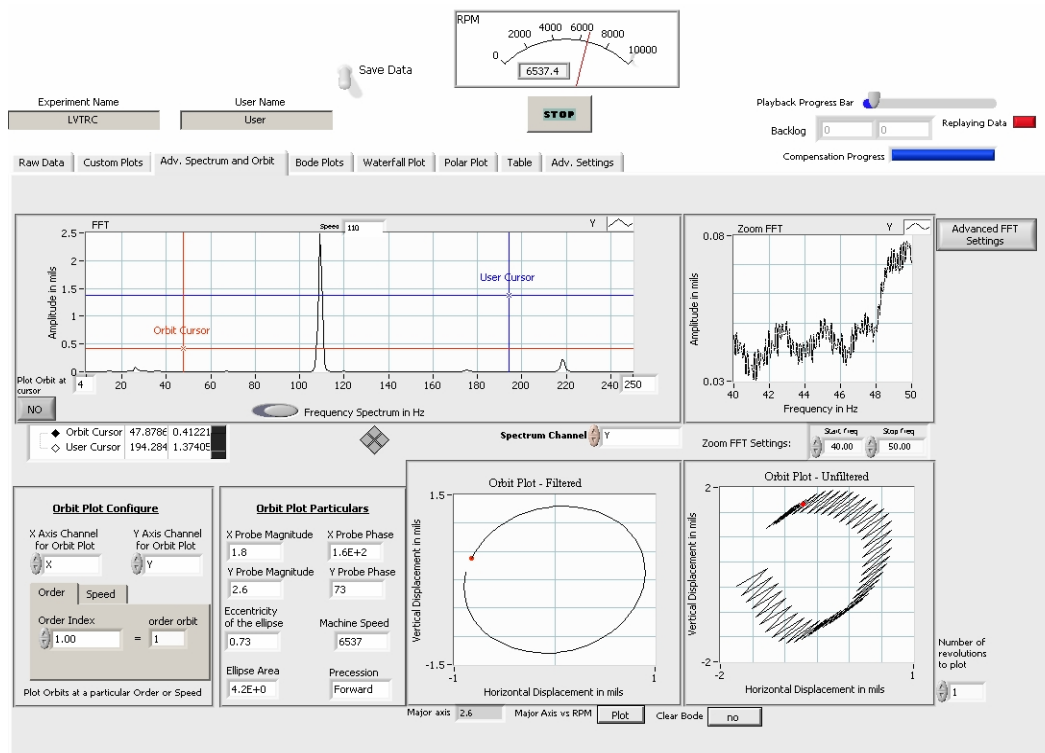 RPM
0 2000 4000 6000 8000 10000
6537.4
Save Data
Experiment Name
LVTRC
User Name
User
STOP
Playback Progress Bar
Backlog 0 0
Replaying Data
Compensation Progress
Raw Data Custom Plots Adv. Spectrum and Orbit Bode Plots Waterfall Plot Polar Plot Table Adv. Settings
FFT
Speed 110
Y
2.5
2
1.5
1
0.5
0
Amplitude in mils
User Cursor
Orbit Cursor
4 20 40 60 80 100 120 140 160 180 200 220 240 250
Frequency Spectrum in Hz
Plot Orbit at cursor
NO
Zoom FFT
Y
0.08
0.03
Amplitude in mils
40 42 44 46 48 50
Frequency in Hz
Advanced FFT Settings
Orbit Cursor 47.8786 0.41221
User Cursor 194.284 1.37405
Spectrum Channel Y
Zoom FFT Settings:
Start freq
40.00
Stop freq
50.00
Orbit Plot Configure
X Axis Channel for Orbit Plot
X
Y Axis Channel for Orbit Plot
Y
Order Speed
Order Index
1.00
=
order orbit
1
Plot Orbits at a particular Order or Speed
Orbit Plot Particulars
X Probe Magnitude
1.8
X Probe Phase
1.6E+2
Y Probe Magnitude
2.6
Y Probe Phase
73
Eccentricity of the ellipse
0.73
Machine Speed
6537
Ellipse Area
4.2E+0
Precession
Forward
Orbit Plot - Filtered
1.5
-1.5
Vertical Displacement in mils
-1 1
Horizontal Displacement in mils
Orbit Plot - Unfiltered
2
-2
Vertical Displacement in mils
-2 1
Horizontal Displacement in mils
Number of revolutions to plot
1
Major axis 2.6
Major Axis vs RPM Plot
Clear Bode no